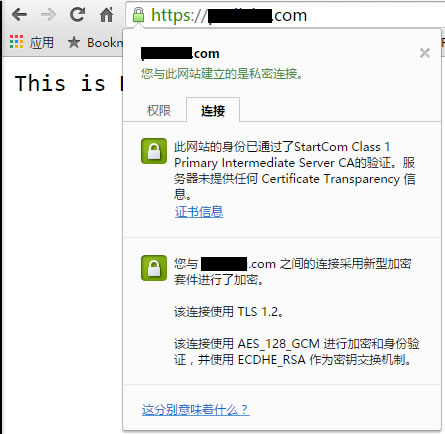 https://.com
应用 Bookm
This is
.com
您与此网站建立的是私密连接。
权限 连接
此网站的身份已通过了StartCom Class 1
Primary Intermediate Server CA的验证。服
务器未提供任何 Certificate Transparency 信
息。
证书信息
您与 .com 之间的连接采用新型加密
套件进行了加密。
该连接使用 TLS 1.2。
该连接使用 AES_128_GCM 进行加密和身份验
证，并使用 ECDHE_RSA 作为密钥交换机制。
这分别意味着什么？